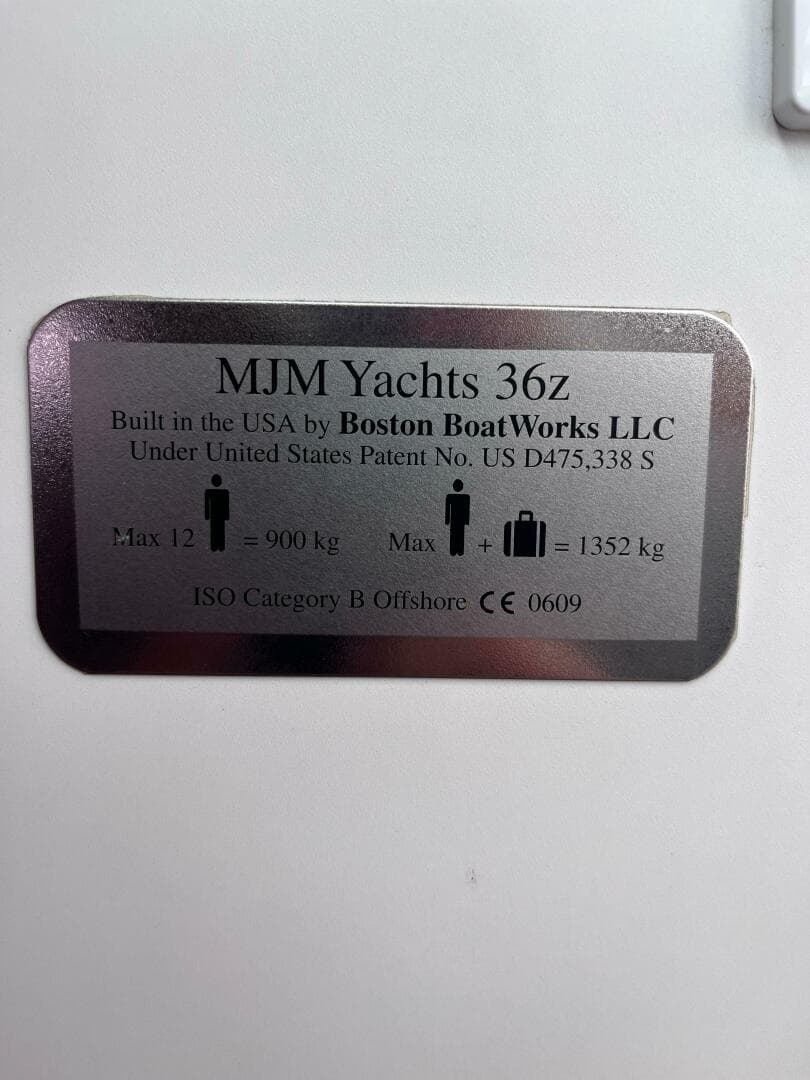 MJM Yachts 36z
Built in the USA by Boston BoatWorks LLC
Under United States Patent No. US D475,338 S
Max 12 = 900 kg Max + = 1352 kg
ISO Category B Offshore CE 0609